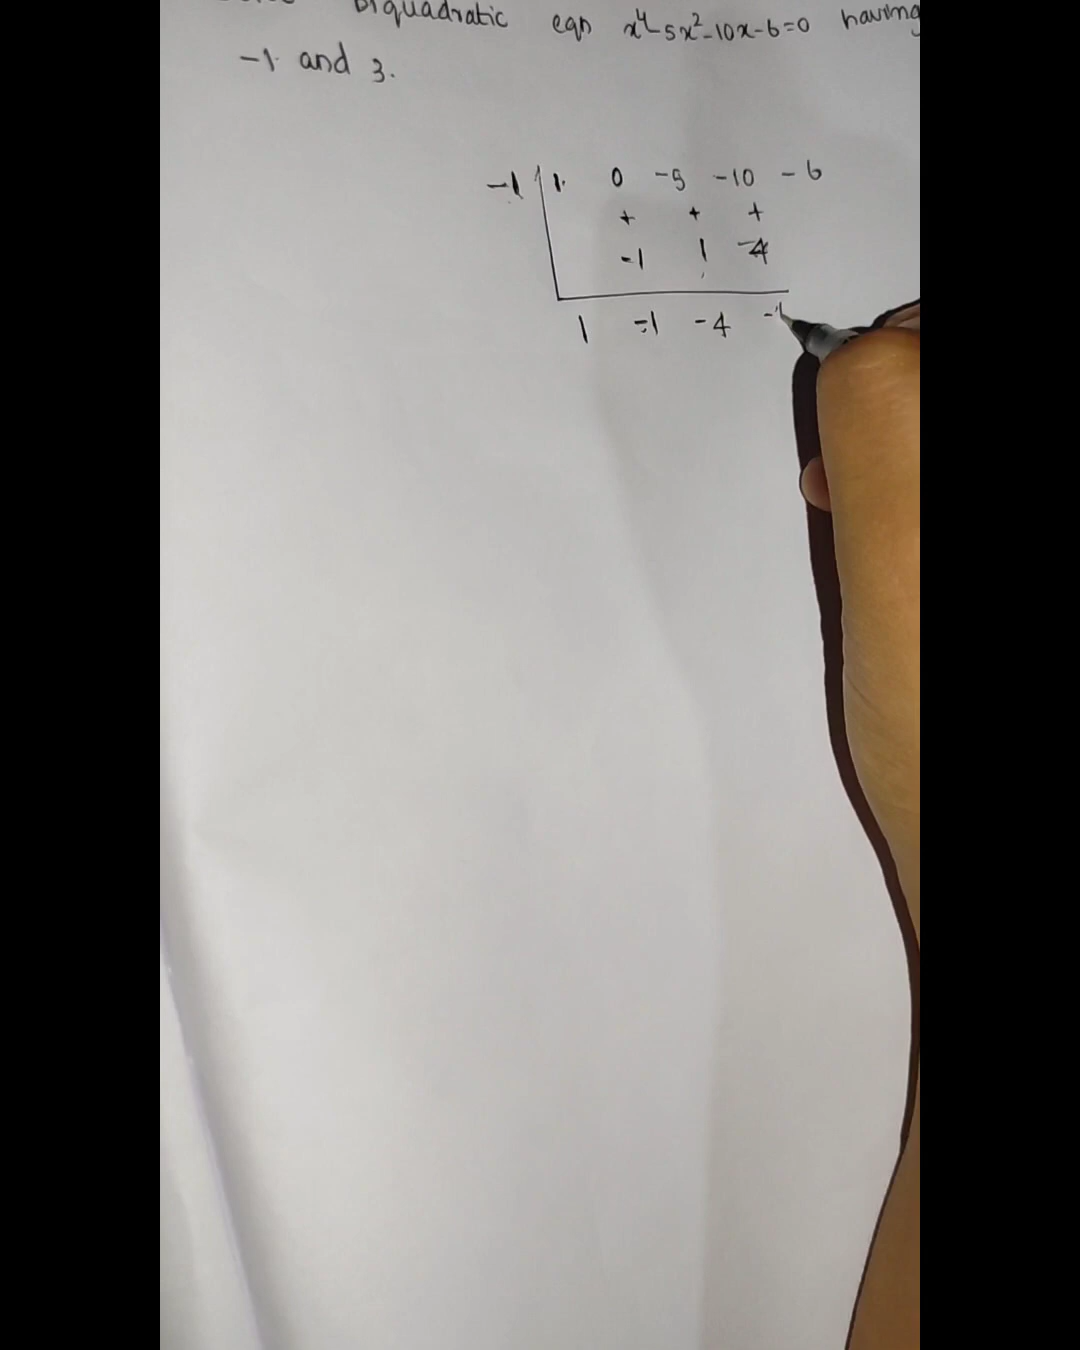 biquadratic eqn x⁴-5x²-10x-6=0 having
-1 and 3.
-1 | 1 0 -5 -10 -6
+ + +
-1 1 4
1 -1 -4